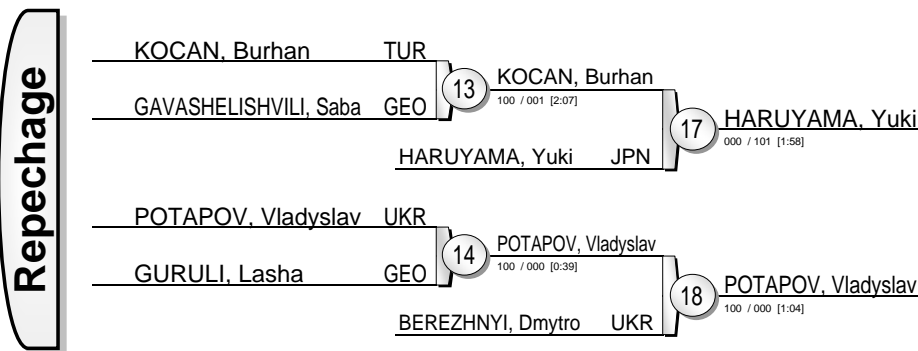 Repechage
KOCAN, Burhan TUR
GAVASHELISHVILI, Saba GEO
13
KOCAN, Burhan
100 / 001 [2:07]
HARUYAMA, Yuki JPN
17
HARUYAMA, Yuki
000 / 101 [1:58]
POTAPOV, Vladyslav UKR
GURULI, Lasha GEO
14
POTAPOV, Vladyslav
100 / 000 [0:39]
BEREZHNYI, Dmytro UKR
18
POTAPOV, Vladyslav
100 / 000 [1:04]